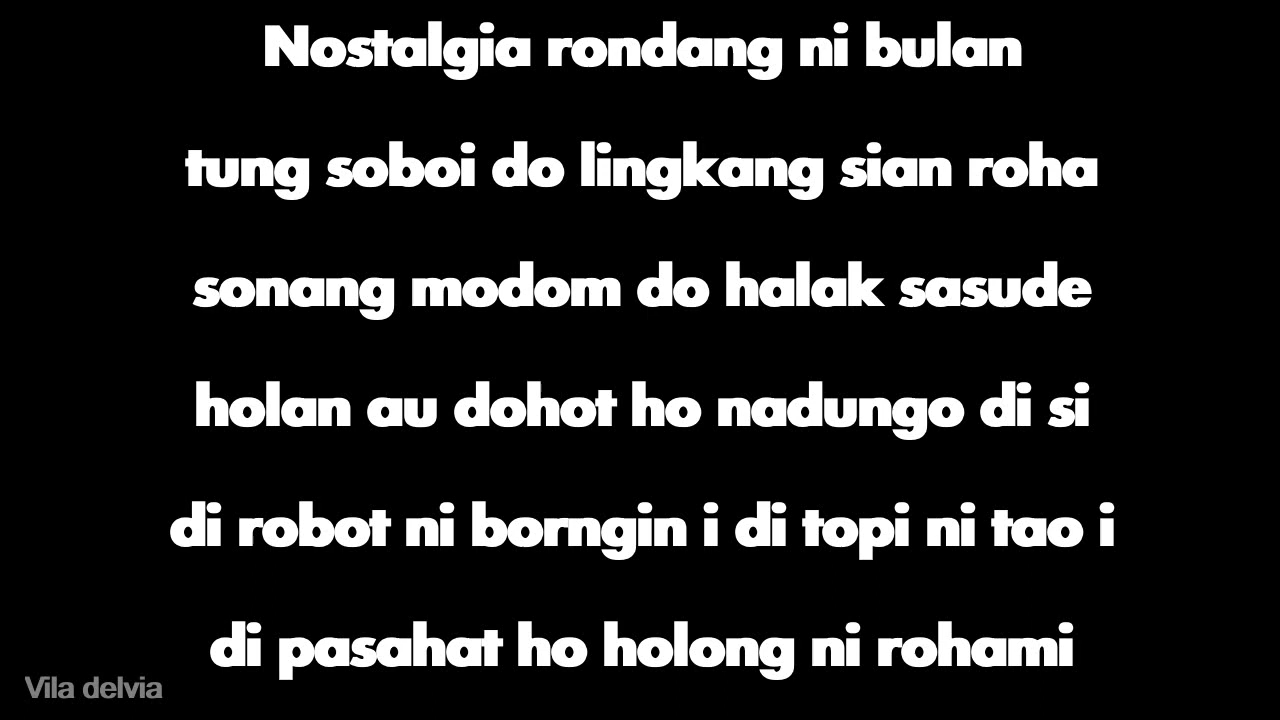 Nostalgia rondang ni bulan
tung soboi do lingkang sian roha
sonang modom do halak sasude
holan au dohot ho nadungo di si
di robot ni borngin i di topi ni tao i
di pasahat ho holong ni rohami
Vila delvia